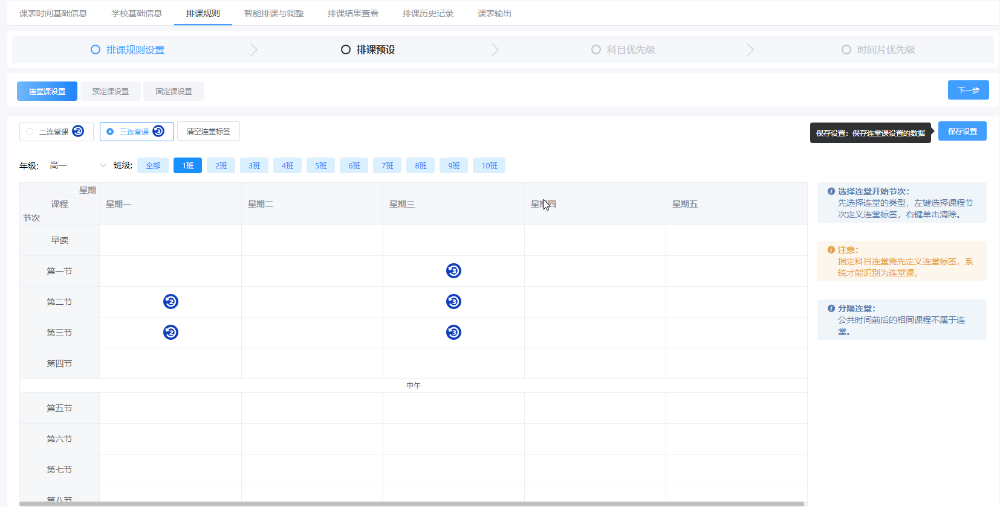 课表时间基础信息 学校基础信息 排课规则 智能排课与调整 排课结果查看 排课历史记录 课表输出
排课规则设置 排课预设 科目优先级 时间片优先级
连堂课设置 预定课设置 固定课设置 下一步
二连堂课 2 三连堂课 3 清空连堂标签 保存设置：保存连堂课设置的数据 保存设置
年级: 高一 班级: 全部 1班 2班 3班 4班 5班 6班 7班 8班 9班 10班
星期
课程
节次
星期一 星期二 星期三 星期四 星期五
早读
第一节 3
第二节 2 3
第三节 2 3
第四节
中午
第五节
第六节
第七节
第八节
选择连堂开始节次：
先选择连堂的类型，左键选择课程节
次定义连堂标签，右键单击清除。
注意：
指定科目连堂需先定义连堂标签，系
统才能识别为连堂课。
分隔连堂：
公共时间前后的相同课程不属于连
堂。